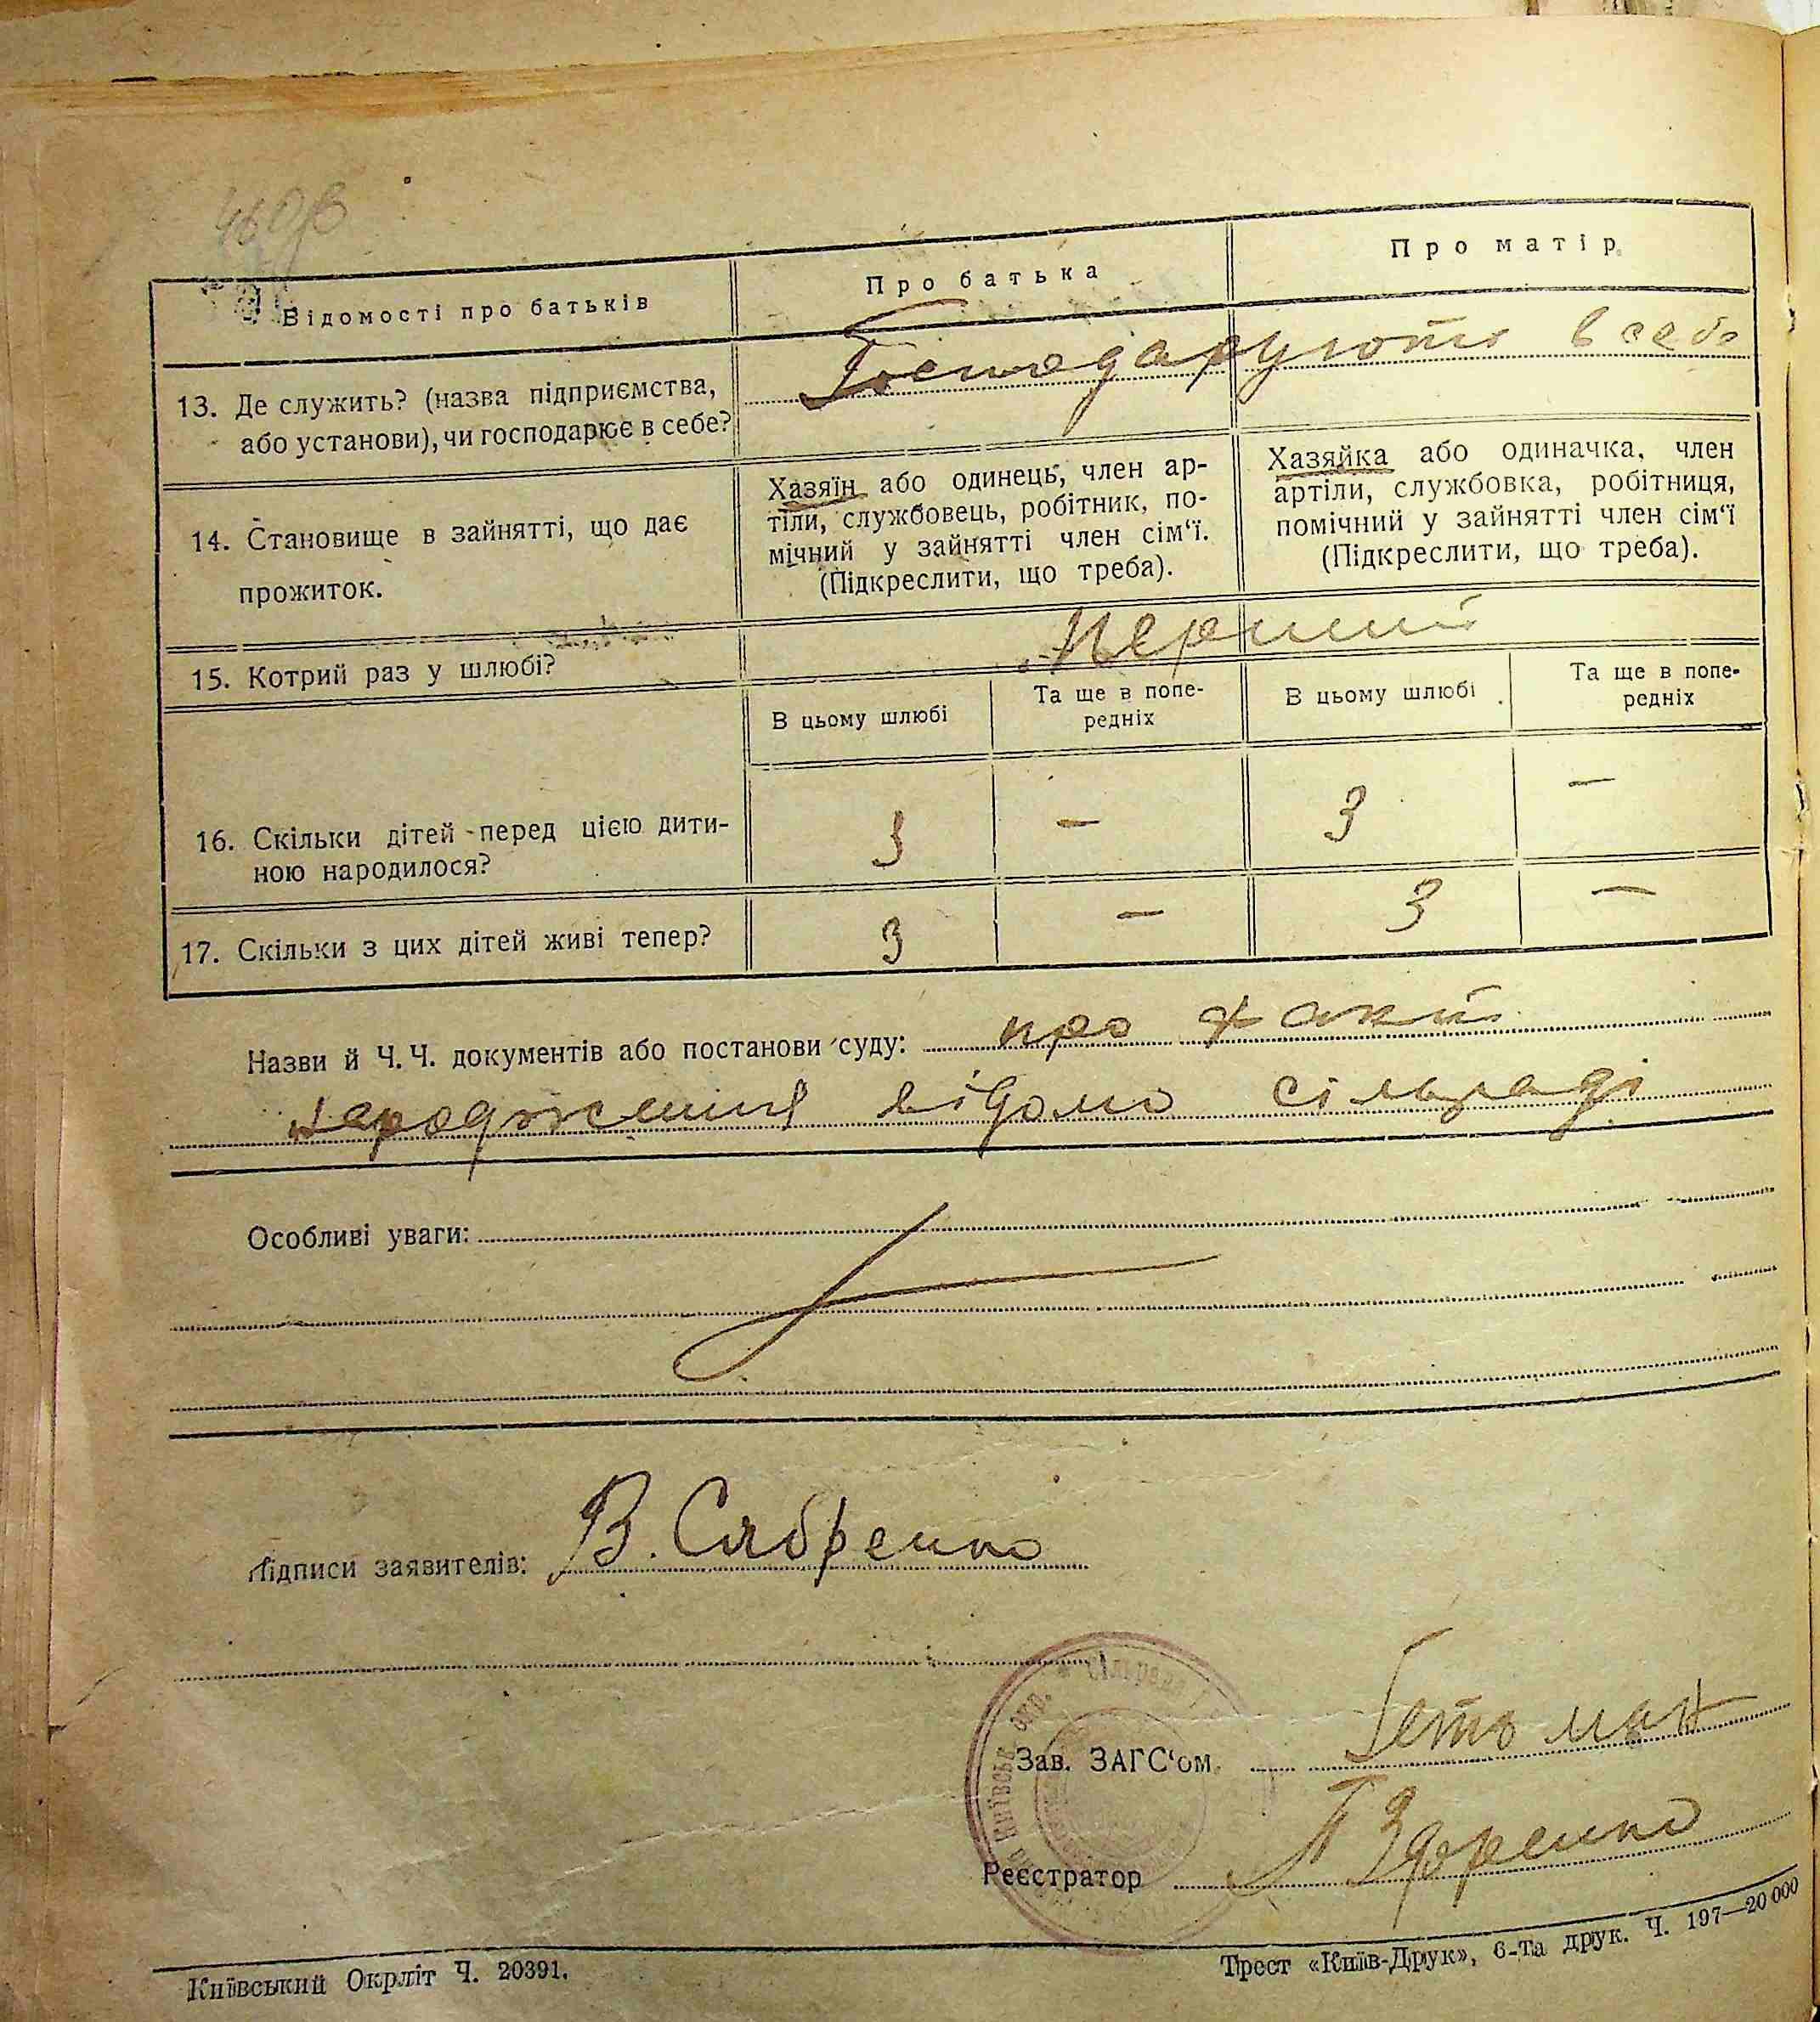 Відомості про батьків
Про батька
Про матір
13. Де служить? (назва підприємства, або установи), чи господарює в себе?
Господарують в себе
14. Становище в зайнятті, що дає прожиток.
Хазяїн або одинець, член ар-
тіли, службовець, робітник, по-
мічний у зайнятті член сім‘ї.
(Підкреслити, що треба).
Хазяйка або одиначка, член
артіли, службовка, робітниця,
помічний у зайнятті член сім‘ї
(Підкреслити, що треба).
15. Котрий раз у шлюбі?
Перший
В цьому шлюбі
Та ще в попе-
редніх
В цьому шлюбі
Та ще в попе-
редніх
16. Скільки дітей перед цією дити-
ною народилося?
3 — 3 —
17. Скільки з цих дітей живі тепер?
3 — 3 —
Назви й Ч. Ч. документів або постанови суду: про факт
народження відомо сільраді
Особливі уваги:
Підписи заявителів: В. Сябренко
Зав. ЗАГС‘ом Гетьман
Реєстратор
Київський Окрліт Ч. 20391.
Трест «Київ-Друк», 6-та друк. Ч. 197—20 000